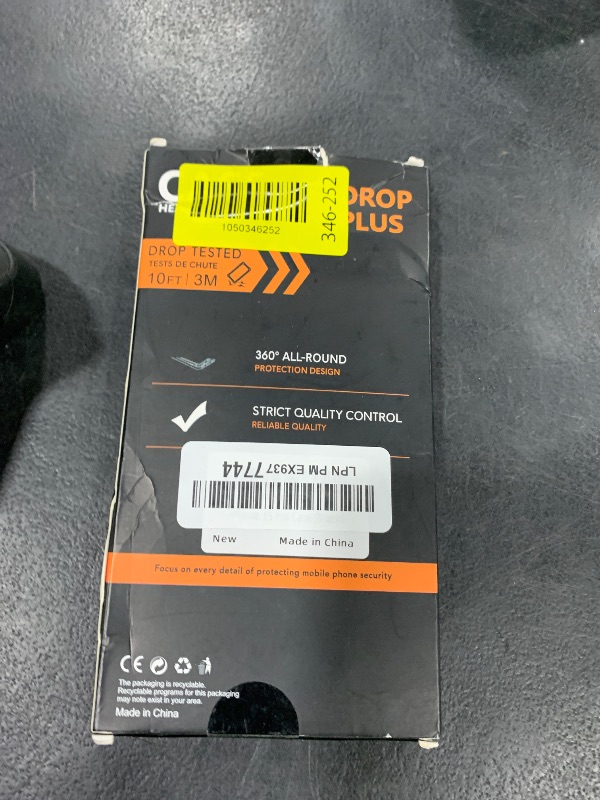 DROP
PLUS
1050346252
346-252
DROP TESTED
TESTS DE CHUTE
10FT | 3M
360° ALL-ROUND
PROTECTION DESIGN
STRICT QUALITY CONTROL
RELIABLE QUALITY
LPN PM EX937 7744
New Made in China
Focus on every detail of protecting mobile phone security
CE
The packaging is recyclable.
Recyclable programs for this packaging
may note exist in your area.
Made in China